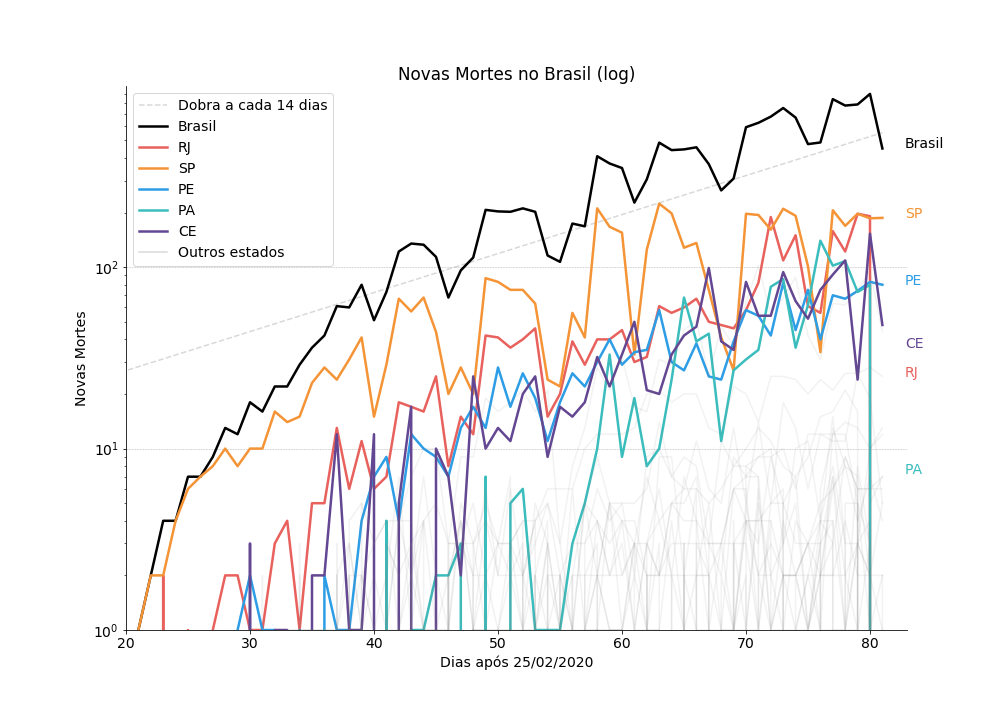 Novas Mortes no Brasil (log)
Dobra a cada 14 dias
Brasil
RJ
SP
PE
PA
CE
Outros estados
Novas Mortes
10²
10¹
10⁰
20
30
40
50
60
70
80
Dias após 25/02/2020
Brasil
SP
PE
CE
RJ
PA